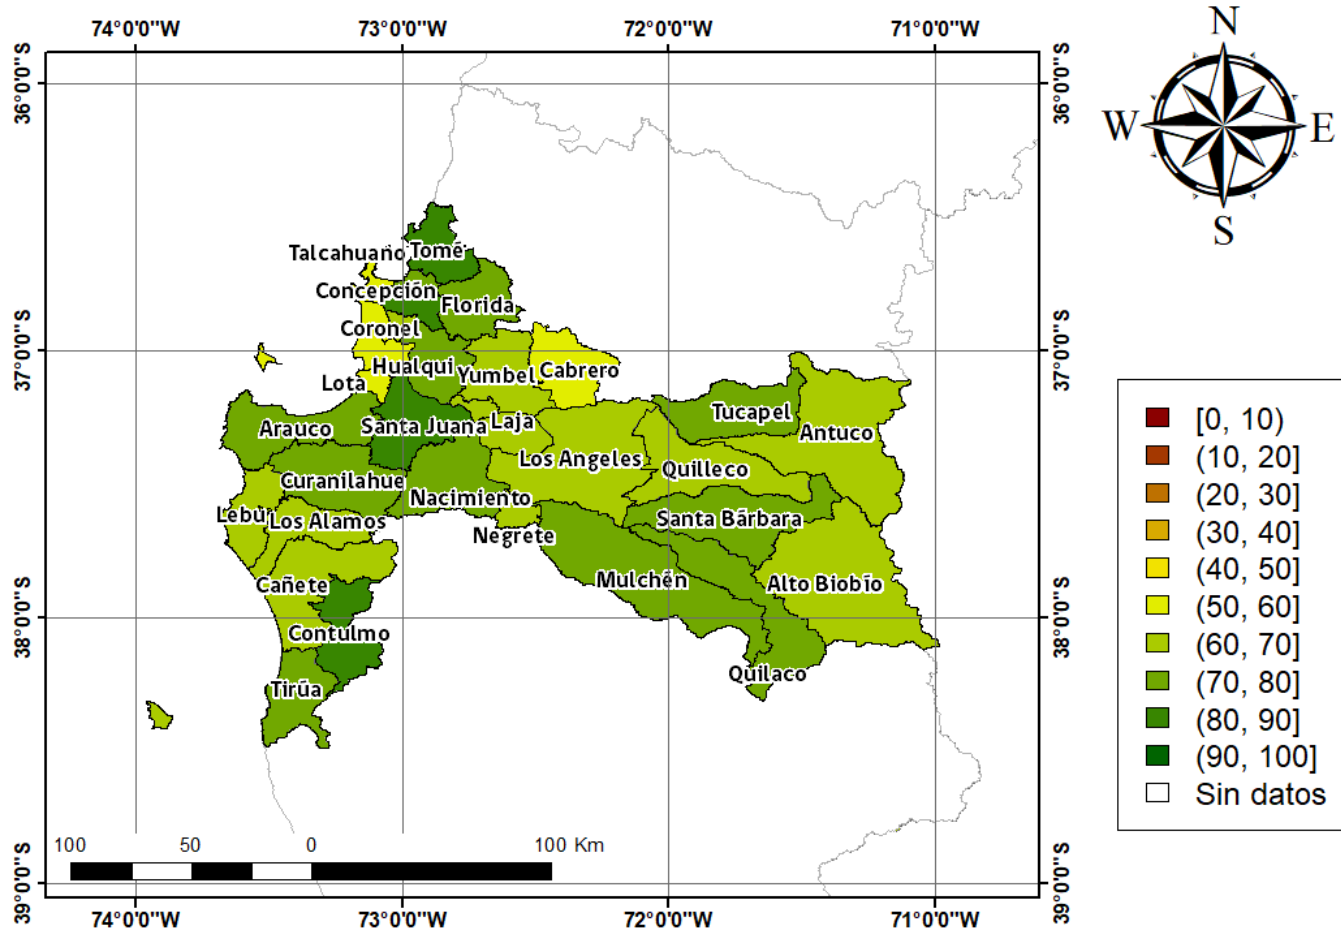 74°0'0"W 73°0'0"W 72°0'0"W 71°0'0"W
N
W E
S
36°0'0"S 36°0'0"S
Talcahuano Tomé
Concepción Florida
Coronel
37°0'0"S 37°0'0"S
Hualqui Yumbel Cabrero
Lota
Arauco Santa Juana Laja Tucapel Antuco
Los Angeles Quilleco
Curanilahue Nacimiento
Lebu Los Alamos Negrete Santa Bárbara
Cañete Mulchén Alto Biobío
38°0'0"S 38°0'0"S
Contulmo
Tirúa Quilaco
[0, 10)
(10, 20]
(20, 30]
(30, 40]
(40, 50]
(50, 60]
(60, 70]
(70, 80]
(80, 90]
(90, 100]
Sin datos
100 50 0 100 Km
39°0'0"S 39°0'0"S
74°0'0"W 73°0'0"W 72°0'0"W 71°0'0"W